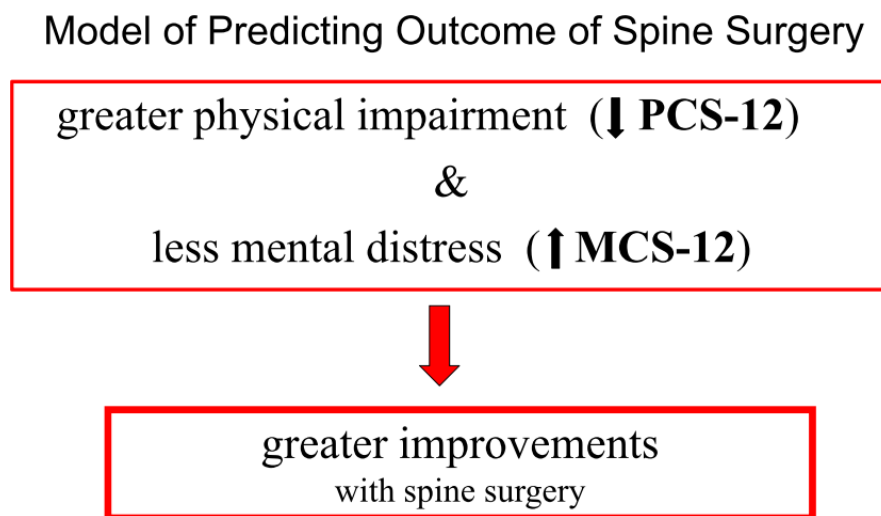 Model of Predicting Outcome of Spine Surgery
greater physical impairment (⬇ PCS-12)
&
less mental distress (⬆ MCS-12)
greater improvements
with spine surgery